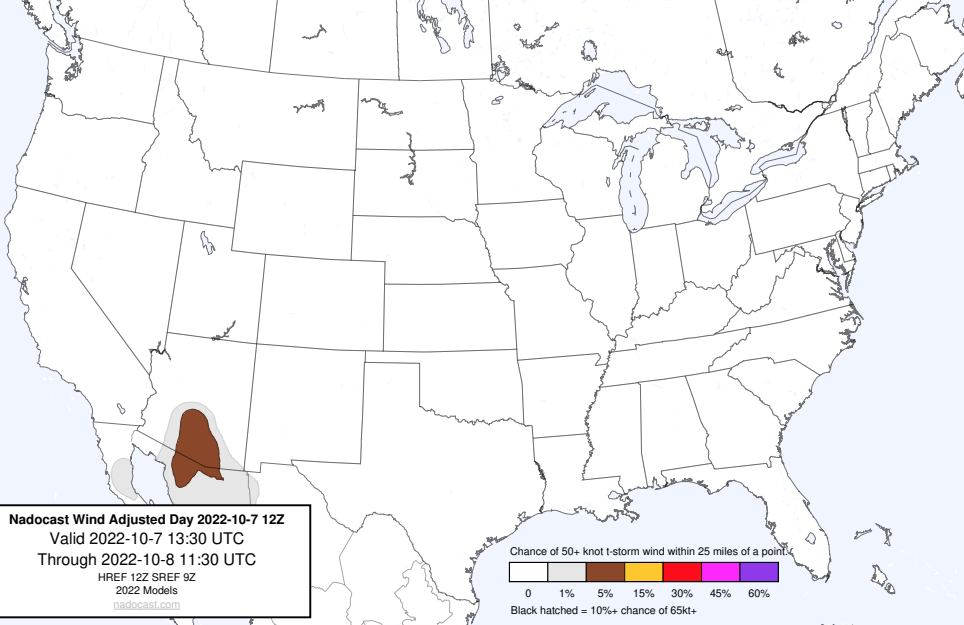 Nadocast Wind Adjusted Day 2022-10-7 12Z
Valid 2022-10-7 13:30 UTC
Through 2022-10-8 11:30 UTC
HREF 12Z SREF 9Z
2022 Models
nadocast.com
Chance of 50+ knot t-storm wind within 25 miles of a point.
0 1% 5% 15% 30% 45% 60%
Black hatched = 10%+ chance of 65kt+